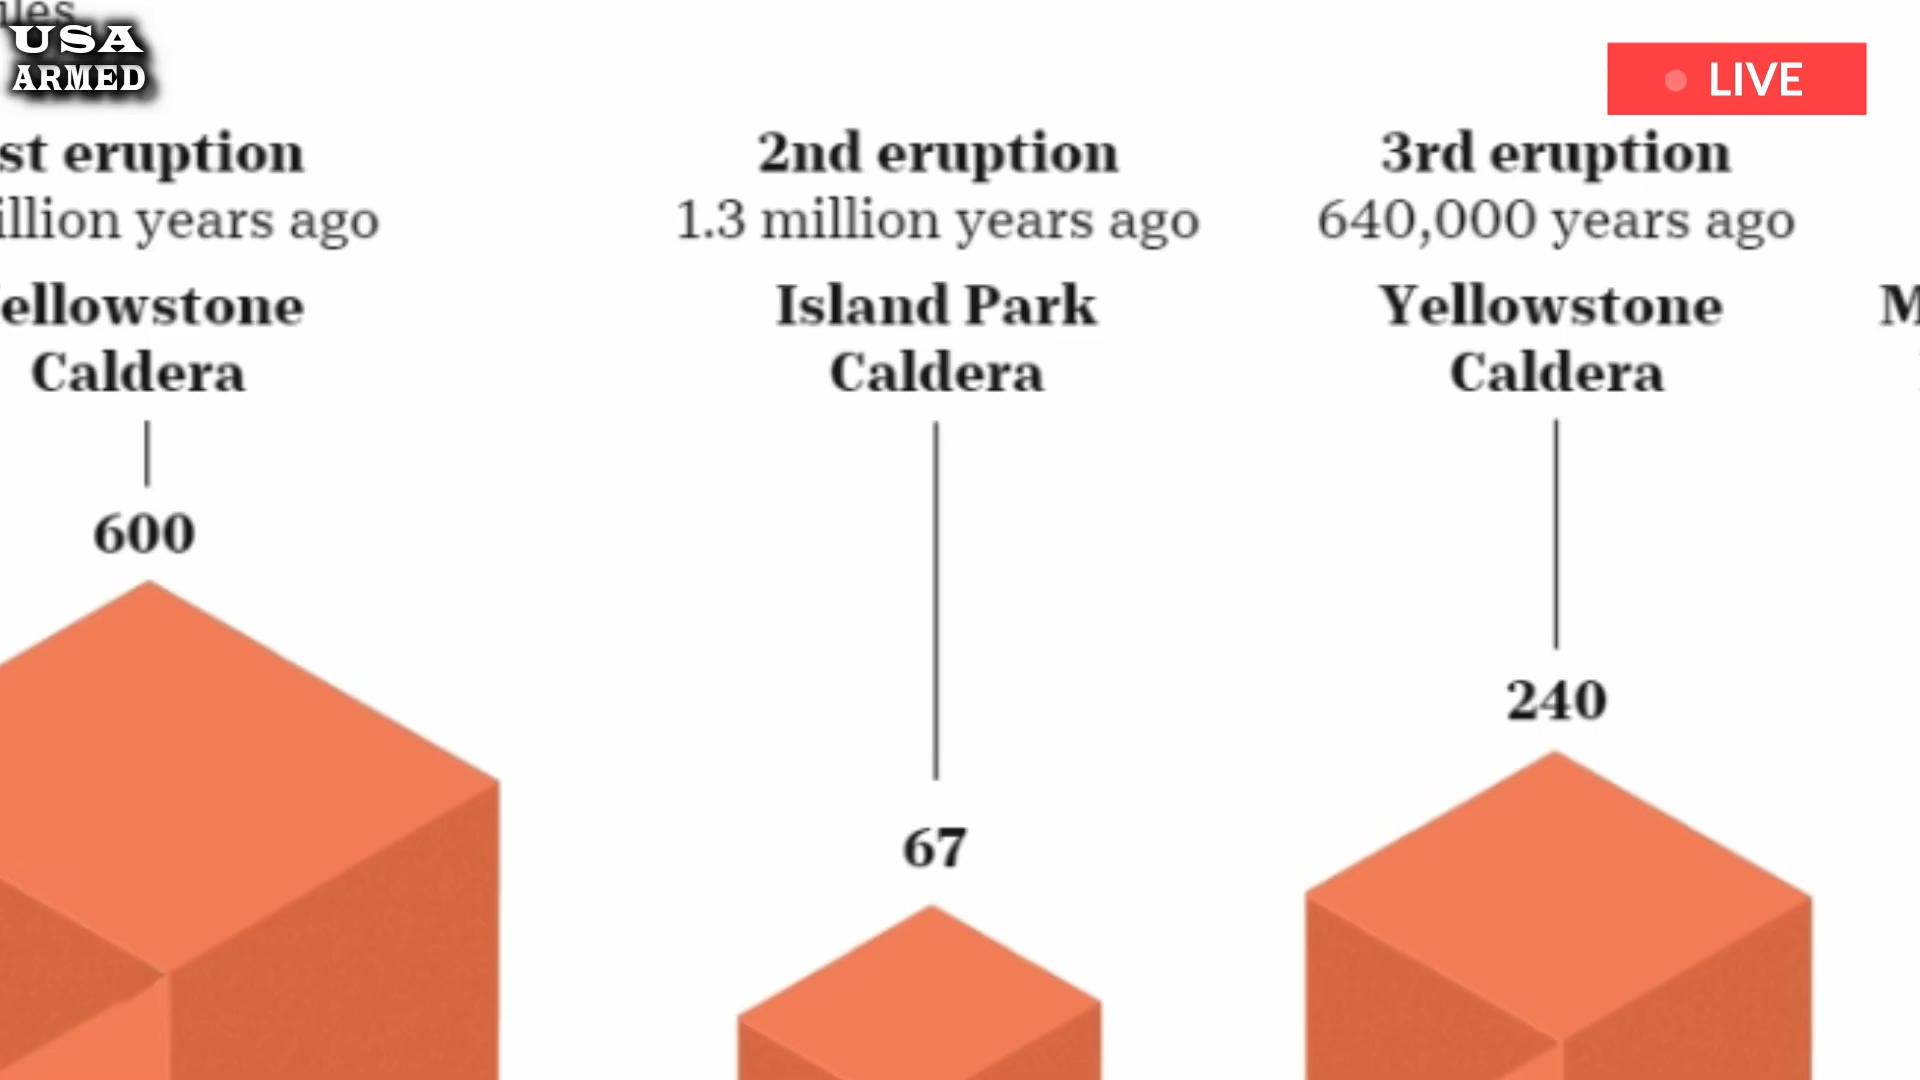 USA
ARMED
LIVE
st eruption
illion years ago
ellowstone
Caldera
600
2nd eruption
1.3 million years ago
Island Park
Caldera
67
3rd eruption
640,000 years ago
Yellowstone
Caldera
240
M